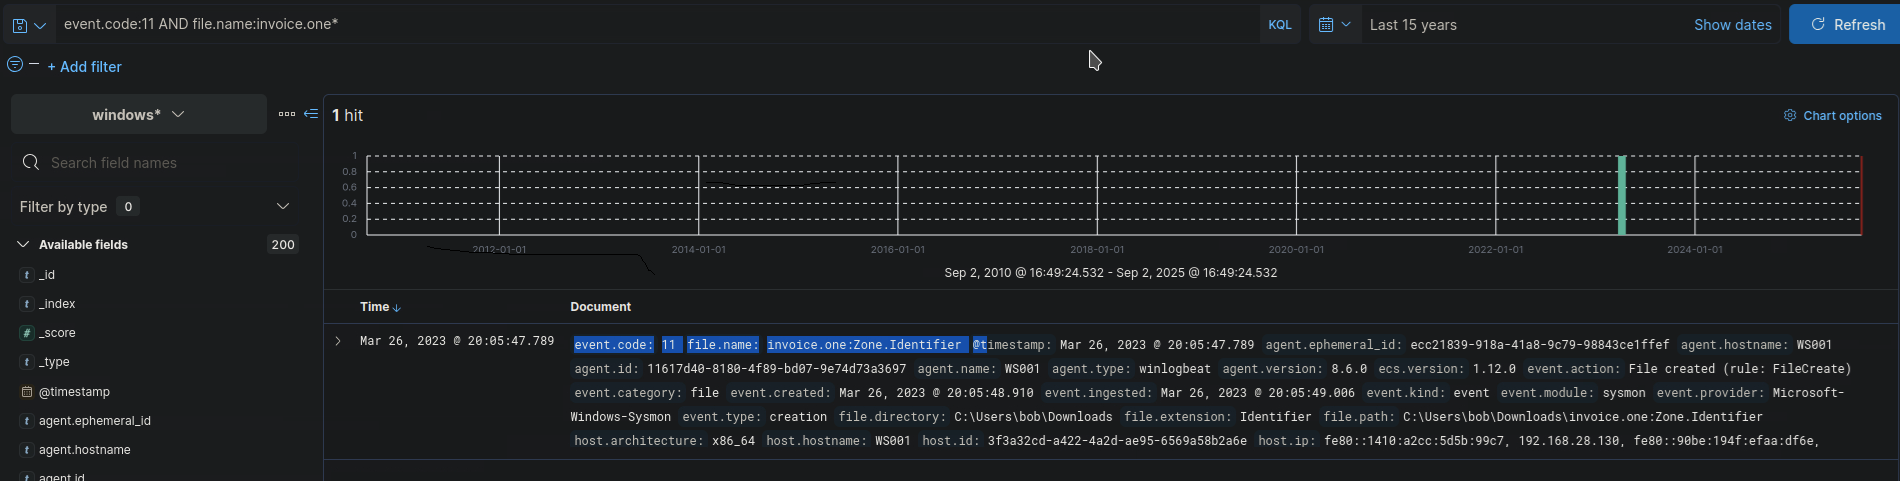 event.code:11 AND file.name:invoice.one*
KQL
Last 15 years
Show dates
Refresh
+ Add filter
windows*
1 hit
Chart options
Search field names
1
0.8
0.6
0.4
0.2
0
Filter by type 0
Available fields 200
2012-01-01 2014-01-01 2016-01-01 2018-01-01 2020-01-01 2022-01-01 2024-01-01
Sep 2, 2010 @ 16:49:24.532 - Sep 2, 2025 @ 16:49:24.532
t _id
t _index
# _score
t _type
@timestamp
t agent.ephemeral_id
t agent.hostname
t agent.id
Time Document
Mar 26, 2023 @ 20:05:47.789 event.code: 11 file.name: invoice.one:Zone.Identifier @timestamp: Mar 26, 2023 @ 20:05:47.789 agent.ephemeral_id: ecc21839-918a-41a8-9c79-98843ce1ffef agent.hostname: WS001
agent.id: 11617d40-8180-4f89-bd07-9e74d73a3697 agent.name: WS001 agent.type: winlogbeat agent.version: 8.6.0 ecs.version: 1.12.0 event.action: File created (rule: FileCreate)
event.category: file event.created: Mar 26, 2023 @ 20:05:48.910 event.ingested: Mar 26, 2023 @ 20:05:49.006 event.kind: event event.module: sysmon event.provider: Microsoft-
Windows-Sysmon event.type: creation file.directory: C:\Users\bob\Downloads file.extension: Identifier file.path: C:\Users\bob\Downloads\invoice.one:Zone.Identifier
host.architecture: x86_64 host.hostname: WS001 host.id: 3f3a32cd-a422-4a2d-ae95-6569a58b2a6e host.ip: fe80::1410:a2cc:5d5b:99c7, 192.168.28.130, fe80::90be:194f:efaa:df6e,